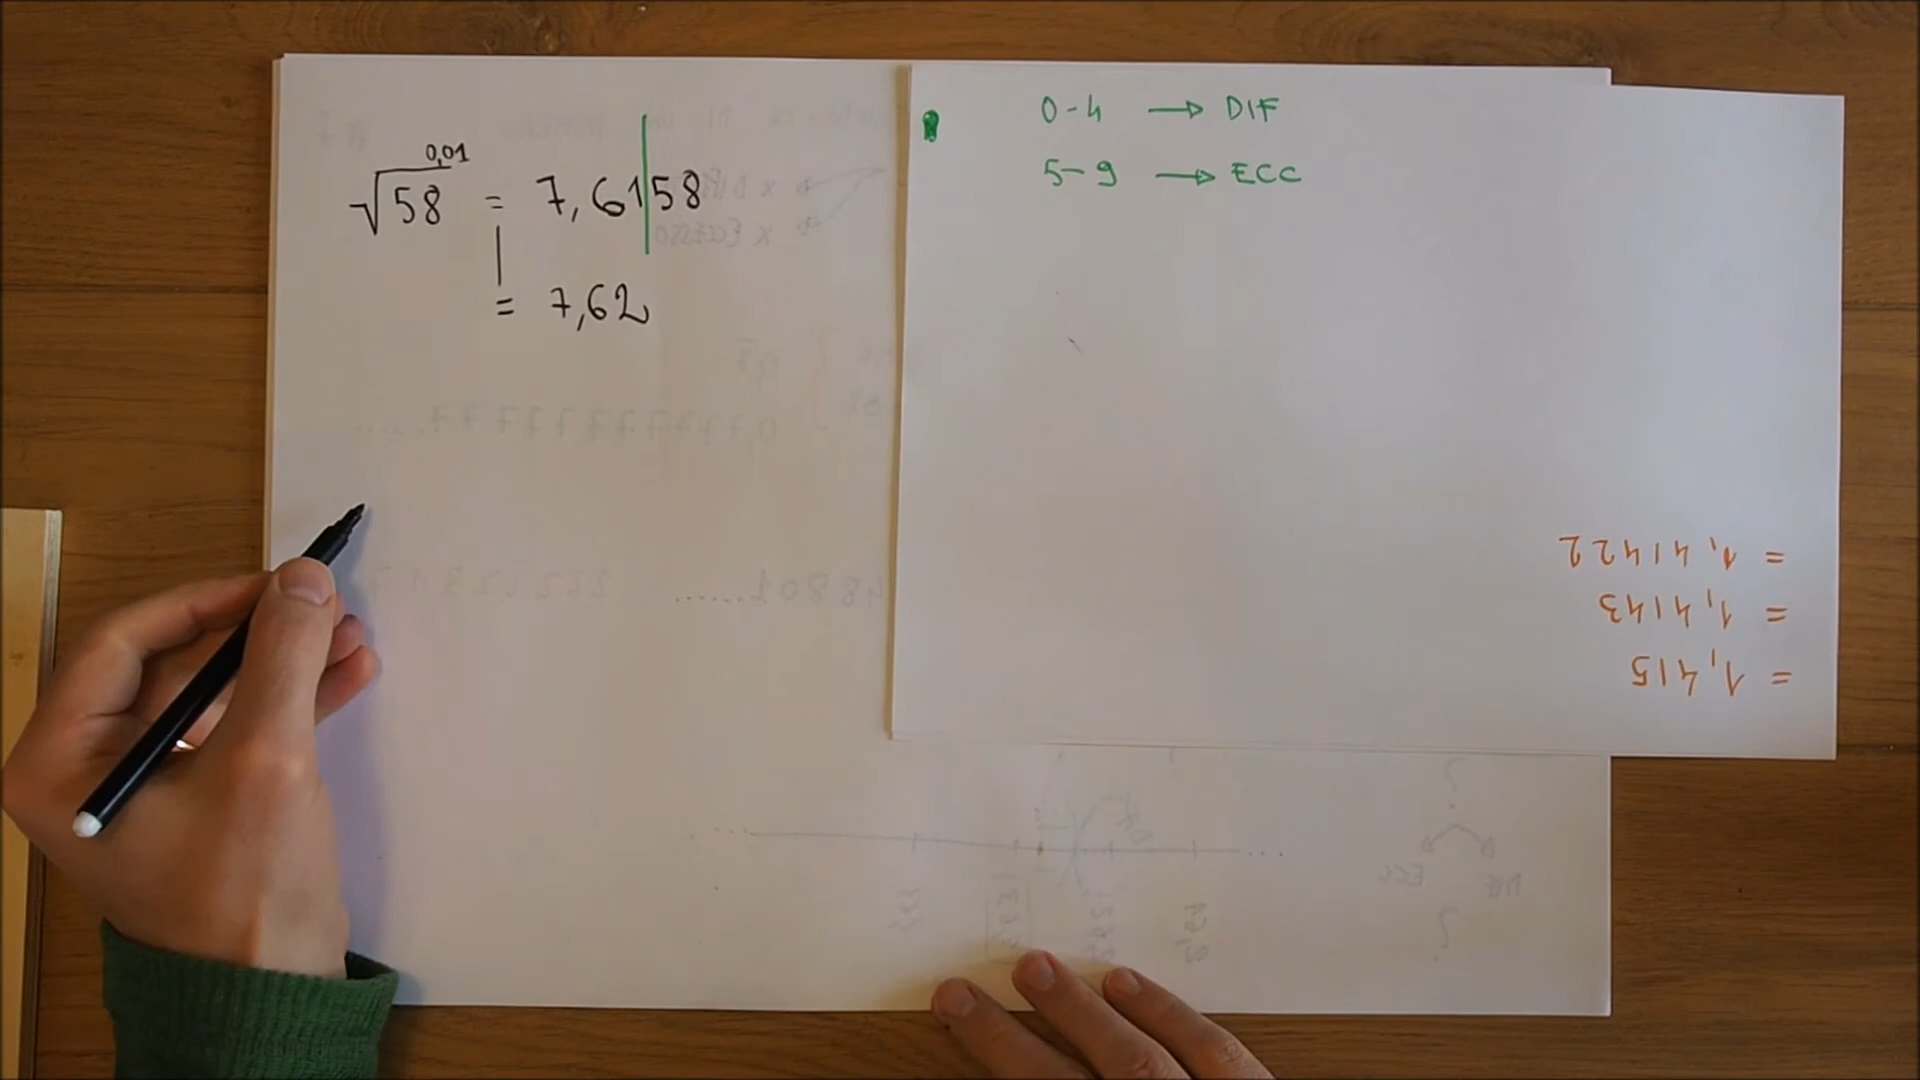 √58 0,01 = 7,61|58
= 7,62
0-4 → DIF
5-9 → ECC
= 1,41422
= 1,4143
= 1,415